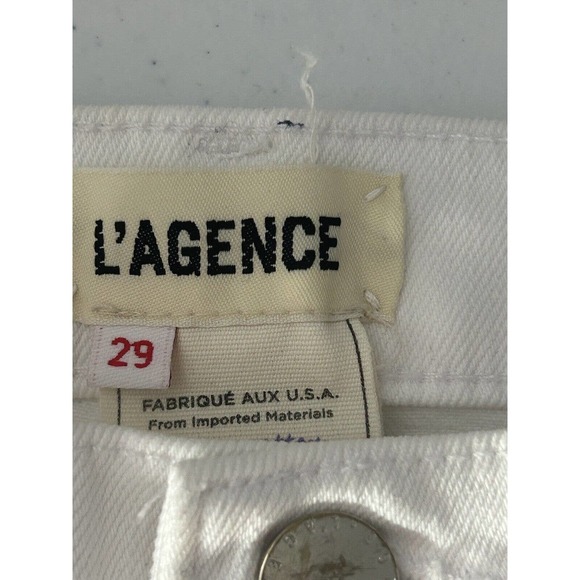 L'AGENCE
29
FABRIQUÉ AUX U.S.A.
From Imported Materials